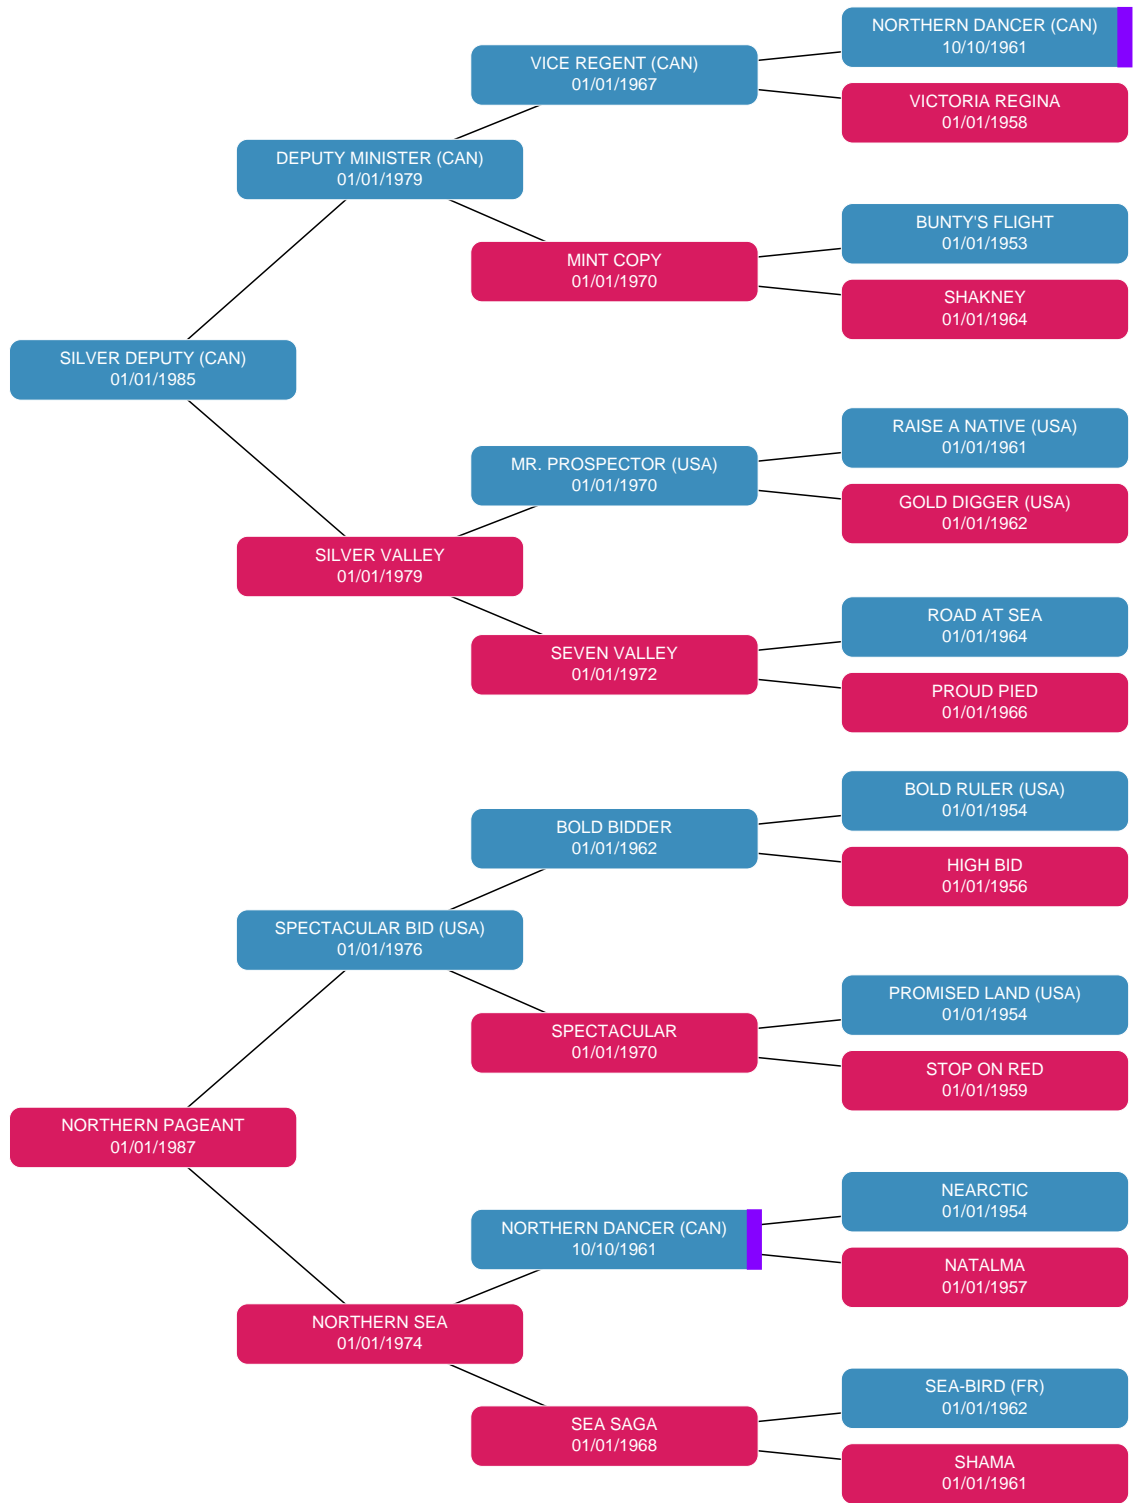 NORTHERN DANCER (CAN)
10/10/1961
VICE REGENT (CAN)
01/01/1967
VICTORIA REGINA
01/01/1958
DEPUTY MINISTER (CAN)
01/01/1979
BUNTY'S FLIGHT
01/01/1953
MINT COPY
01/01/1970
SHAKNEY
01/01/1964
SILVER DEPUTY (CAN)
01/01/1985
RAISE A NATIVE (USA)
01/01/1961
MR. PROSPECTOR (USA)
01/01/1970
GOLD DIGGER (USA)
01/01/1962
SILVER VALLEY
01/01/1979
ROAD AT SEA
01/01/1964
SEVEN VALLEY
01/01/1972
PROUD PIED
01/01/1966
BOLD RULER (USA)
01/01/1954
BOLD BIDDER
01/01/1962
HIGH BID
01/01/1956
SPECTACULAR BID (USA)
01/01/1976
PROMISED LAND (USA)
01/01/1954
SPECTACULAR
01/01/1970
STOP ON RED
01/01/1959
NORTHERN PAGEANT
01/01/1987
NEARCTIC
01/01/1954
NORTHERN DANCER (CAN)
10/10/1961
NATALMA
01/01/1957
NORTHERN SEA
01/01/1974
SEA-BIRD (FR)
01/01/1962
SEA SAGA
01/01/1968
SHAMA
01/01/1961